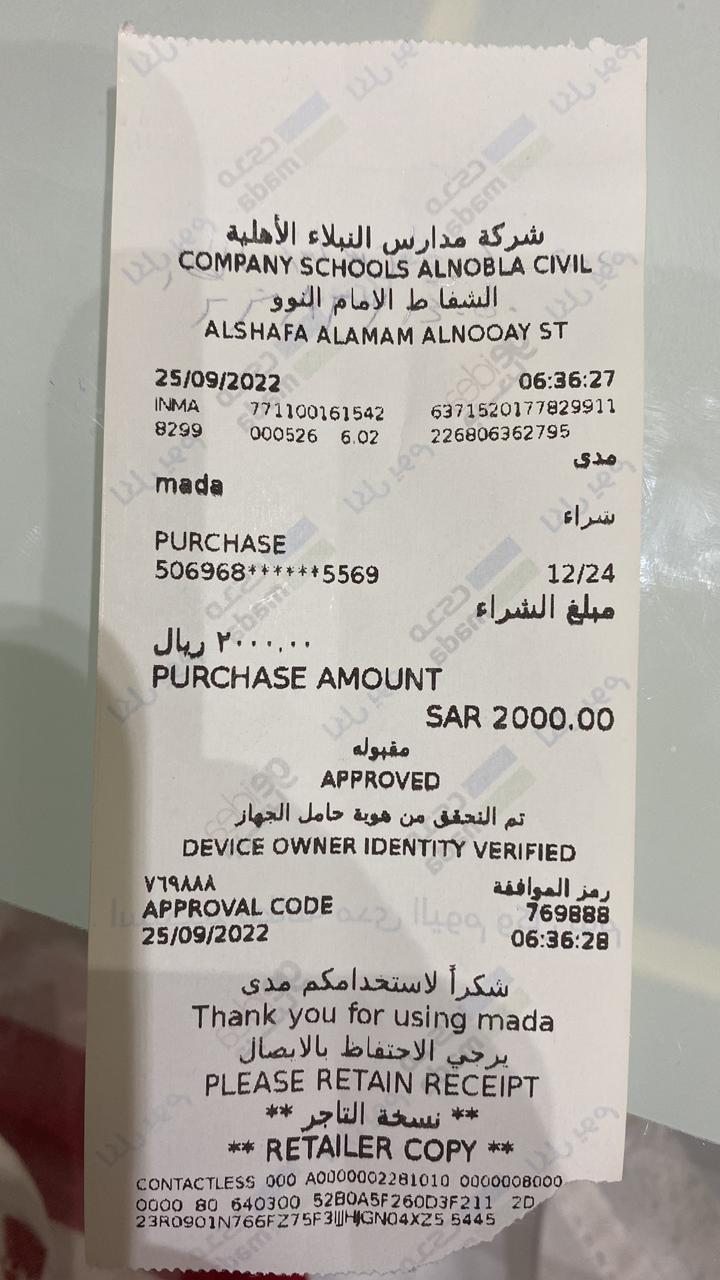 شركة مدارس النبلاء الأهلية
COMPANY SCHOOLS ALNOBLA CIVIL
الشفا ط الامام النوو
ALSHAFA ALAMAM ALNOOAY ST
25/09/2022 06:36:27
INMA 771100161542 6371520177829911
8299 000526 6.02 226806362795
مدى
mada
شراء
PURCHASE
506968******5569 12/24
مبلغ الشراء
٢٠٠٠.٠٠ ريال
PURCHASE AMOUNT
SAR 2000.00
مقبوله
APPROVED
تم التحقق من هوية حامل الجهاز
DEVICE OWNER IDENTITY VERIFIED
رمز الموافقة ٧٦٩٨٨٨
APPROVAL CODE 769888
25/09/2022 06:36:28
شكراً لاستخدامكم مدى
Thank you for using mada
يرجي الاحتفاظ بالايصال
PLEASE RETAIN RECEIPT
** نسخة التاجر **
** RETAILER COPY **
CONTACTLESS 000 A0000002281010 0000008000
0000 80 640300 52B0A5F260D3F211 2D
5445